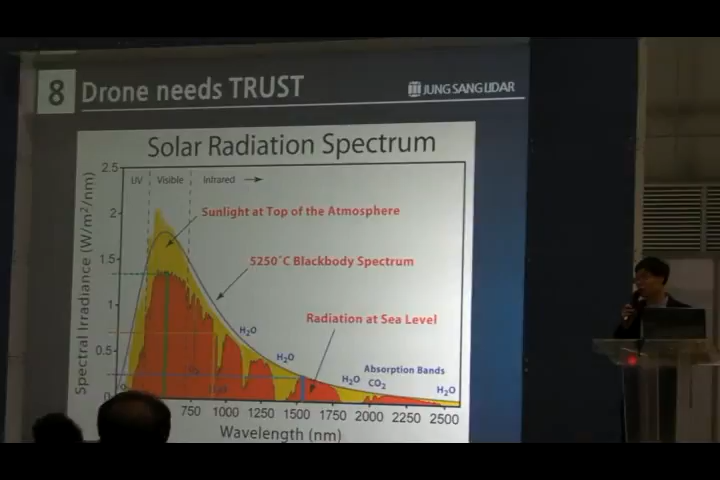 8 Drone needs TRUST
JUNG SANG LIDAR
Solar Radiation Spectrum
UV Visible Infrared
Sunlight at Top of the Atmosphere
5250°C Blackbody Spectrum
Radiation at Sea Level
H₂O
H₂O
H₂O
Absorption Bands
CO₂
H₂O
Spectral Irradiance (W/m²/nm)
2.5
2
1.5
1
0.5
0
750 1000 1250 1500 1750 2000 2250 2500
Wavelength (nm)